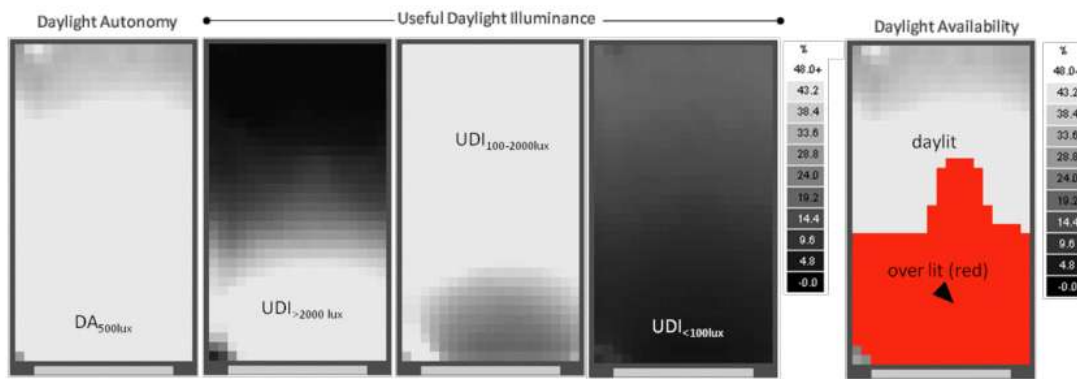 Daylight Autonomy
Useful Daylight Illuminance
Daylight Availability
DA500lux
UDI>2000 lux
UDI100-2000lux
UDI<100lux
%
48.0+
43.2
38.4
33.6
28.8
24.0
19.2
14.4
9.6
4.8
-0.0
daylit
over lit (red)
%
48.0+
43.2
38.4
33.6
28.8
24.0
19.2
14.4
9.6
4.8
-0.0